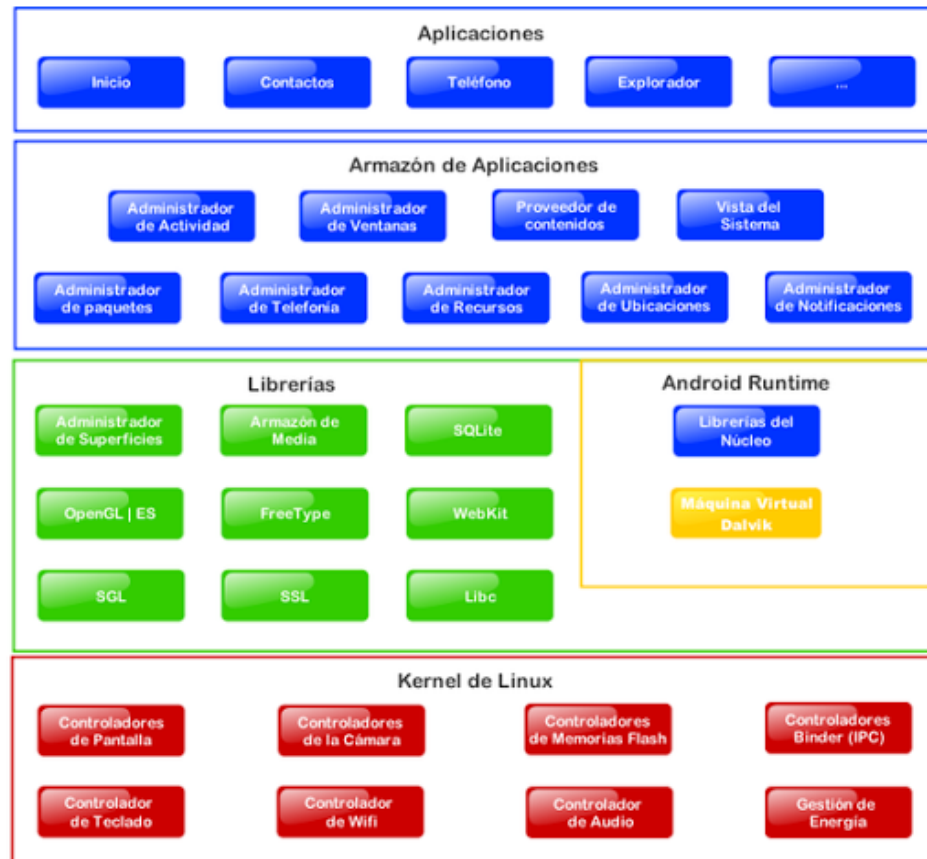 Aplicaciones
Inicio
Contactos
Teléfono
Explorador
...
Armazón de Aplicaciones
Administrador
de Actividad
Administrador
de Ventanas
Proveedor de
contenidos
Vista del
Sistema
Administrador
de paquetes
Administrador
de Telefonía
Administrador
de Recursos
Administrador
de Ubicaciones
Administrador
de Notificaciones
Librerías
Administrador
de Superficies
Armazón de
Media
SQLite
OpenGL | ES
FreeType
WebKit
SGL
SSL
Libc
Android Runtime
Librerías del
Núcleo
Máquina Virtual
Dalvik
Kernel de Linux
Controladores
de Pantalla
Controladores
de la Cámara
Controladores
de Memorias Flash
Controladores
Binder (IPC)
Controlador
de Teclado
Controlador
de Wifi
Controlador
de Audio
Gestión de
Energía